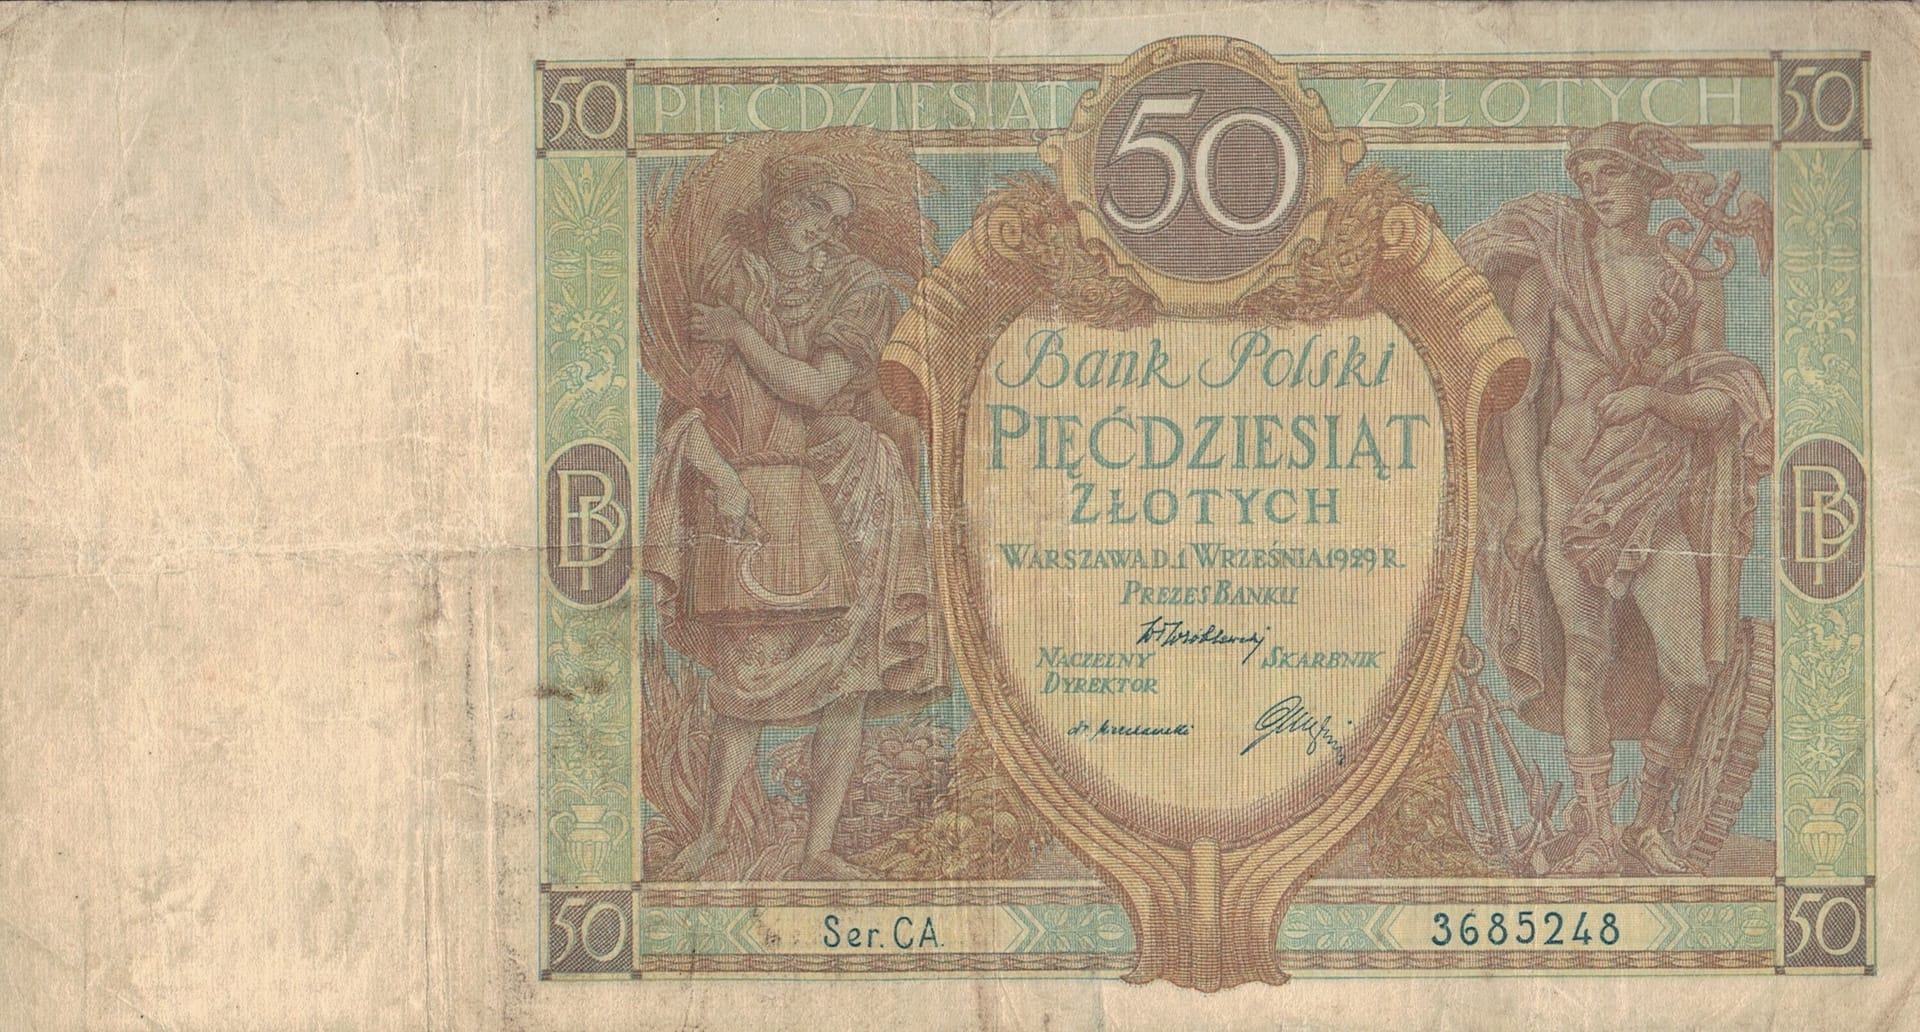 50 PIĘĆDZIESIĄT 50 ZŁOTYCH 50
Bank Polski
PIĘĆDZIESIĄT
ZŁOTYCH
WARSZAWA D. 1 WRZEŚNIA 1929 R.
PREZES BANKU
NACZELNY SKARBNIK
DYREKTOR
BP BP
50 Ser. CA. 3685248 50